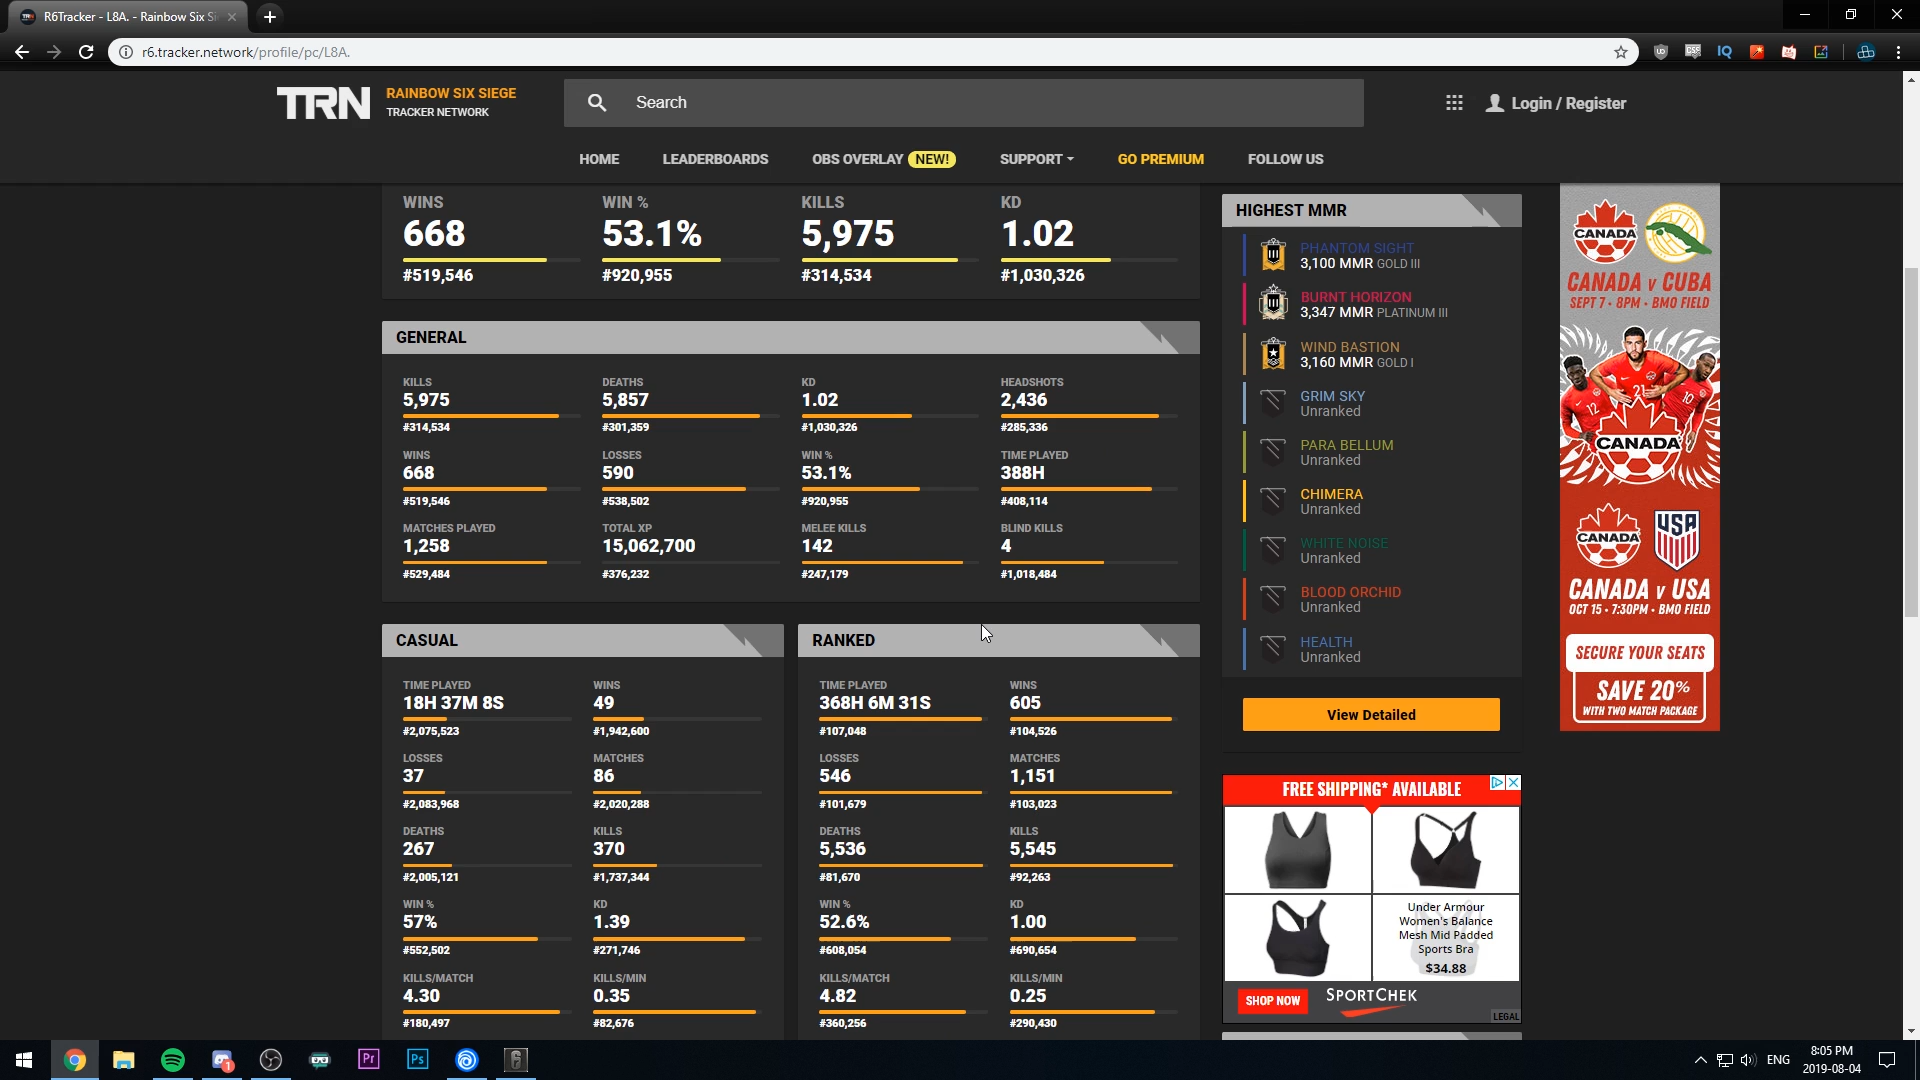 R6Tracker - L8A. - Rainbow Six Si
r6.tracker.network/profile/pc/L8A.
TRN
RAINBOW SIX SIEGE
TRACKER NETWORK
Search
Login / Register
HOME
LEADERBOARDS
OBS OVERLAY NEW!
SUPPORT
GO PREMIUM
FOLLOW US
WINS
WIN %
KILLS
KD
668
53.1%
5,975
1.02
#519,546
#920,955
#314,534
#1,030,326
GENERAL
KILLS
DEATHS
KD
HEADSHOTS
5,975
5,857
1.02
2,436
#314,534
#301,359
#1,030,326
#285,336
WINS
LOSSES
WIN %
TIME PLAYED
668
590
53.1%
388H
#519,546
#538,502
#920,955
#408,114
MATCHES PLAYED
TOTAL XP
MELEE KILLS
BLIND KILLS
1,258
15,062,700
142
4
#529,484
#376,232
#247,179
#1,018,484
CASUAL
TIME PLAYED
WINS
18H 37M 8S
49
#2,075,523
#1,942,600
LOSSES
MATCHES
37
86
#2,083,968
#2,020,288
DEATHS
KILLS
267
370
#2,005,121
#1,737,344
WIN %
KD
57%
1.39
#552,502
#271,746
KILLS/MATCH
KILLS/MIN
4.30
0.35
#180,497
#82,676
RANKED
TIME PLAYED
WINS
368H 6M 31S
605
#107,048
#104,526
LOSSES
MATCHES
546
1,151
#101,679
#103,023
DEATHS
KILLS
5,536
5,545
#81,670
#92,263
WIN %
KD
52.6%
1.00
#608,054
#690,654
KILLS/MATCH
KILLS/MIN
4.82
0.25
#360,256
#290,430
HIGHEST MMR
PHANTOM SIGHT
3,100 MMR GOLD III
BURNT HORIZON
3,347 MMR PLATINUM III
WIND BASTION
3,160 MMR GOLD I
GRIM SKY
Unranked
PARA BELLUM
Unranked
CHIMERA
Unranked
WHITE NOISE
Unranked
BLOOD ORCHID
Unranked
HEALTH
Unranked
View Detailed
FREE SHIPPING* AVAILABLE
Under Armour
Women's Balance
Mesh Mid Padded
Sports Bra
$34.88
SHOP NOW
SPORTCHEK
LEGAL
CANADA
CANADA v CUBA
SEPT 7 • 8PM • BMO FIELD
12
21
10
CANADA
CANADA
USA
CANADA v USA
OCT 15 • 7:30PM • BMO FIELD
SECURE YOUR SEATS
SAVE 20%
WITH TWO MATCH PACKAGE
Pr
Ps
1
ENG
8:05 PM
2019-08-04